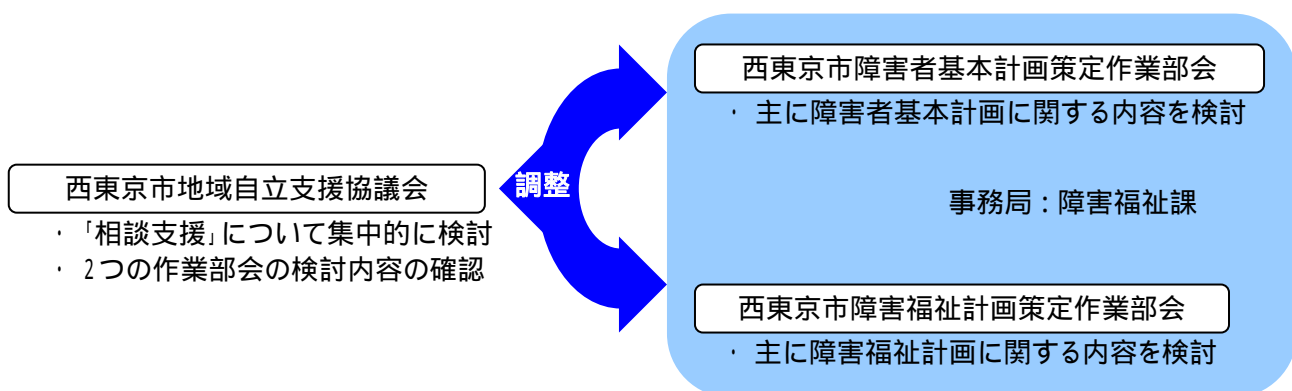 西東京市地域自立支援協議会
・「相談支援」について集中的に検討
・ 2つの作業部会の検討内容の確認
調整
西東京市障害者基本計画策定作業部会
・ 主に障害者基本計画に関する内容を検討
事務局：障害福祉課
西東京市障害福祉計画策定作業部会
・ 主に障害福祉計画に関する内容を検討